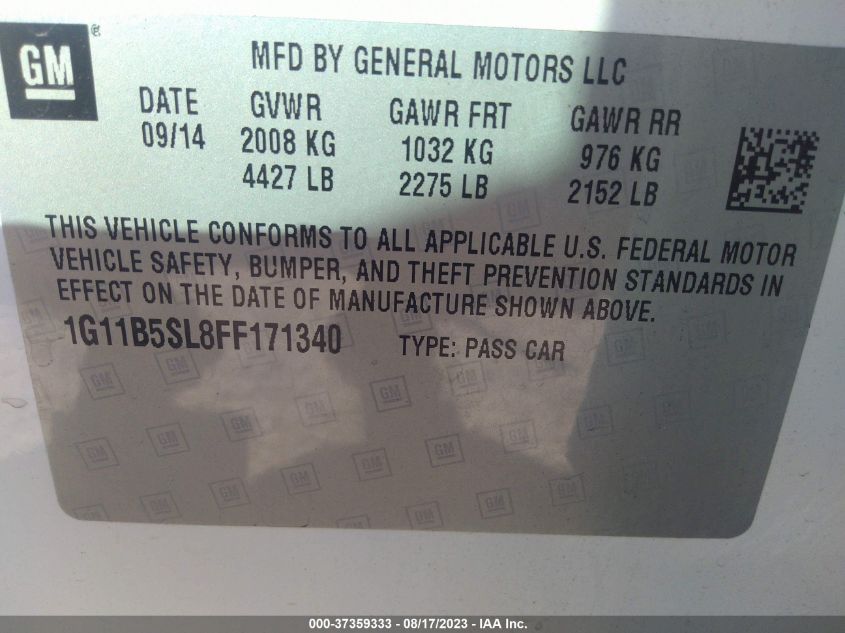 GM
MFD BY GENERAL MOTORS LLC
DATE GVWR GAWR FRT GAWR RR
09/14 2008 KG 1032 KG 976 KG
4427 LB 2275 LB 2152 LB
THIS VEHICLE CONFORMS TO ALL APPLICABLE U.S. FEDERAL MOTOR
VEHICLE SAFETY, BUMPER, AND THEFT PREVENTION STANDARDS IN
EFFECT ON THE DATE OF MANUFACTURE SHOWN ABOVE.
1G11B5SL8FF171340 TYPE: PASS CAR
000-37359333 - 08/17/2023 - IAA Inc.